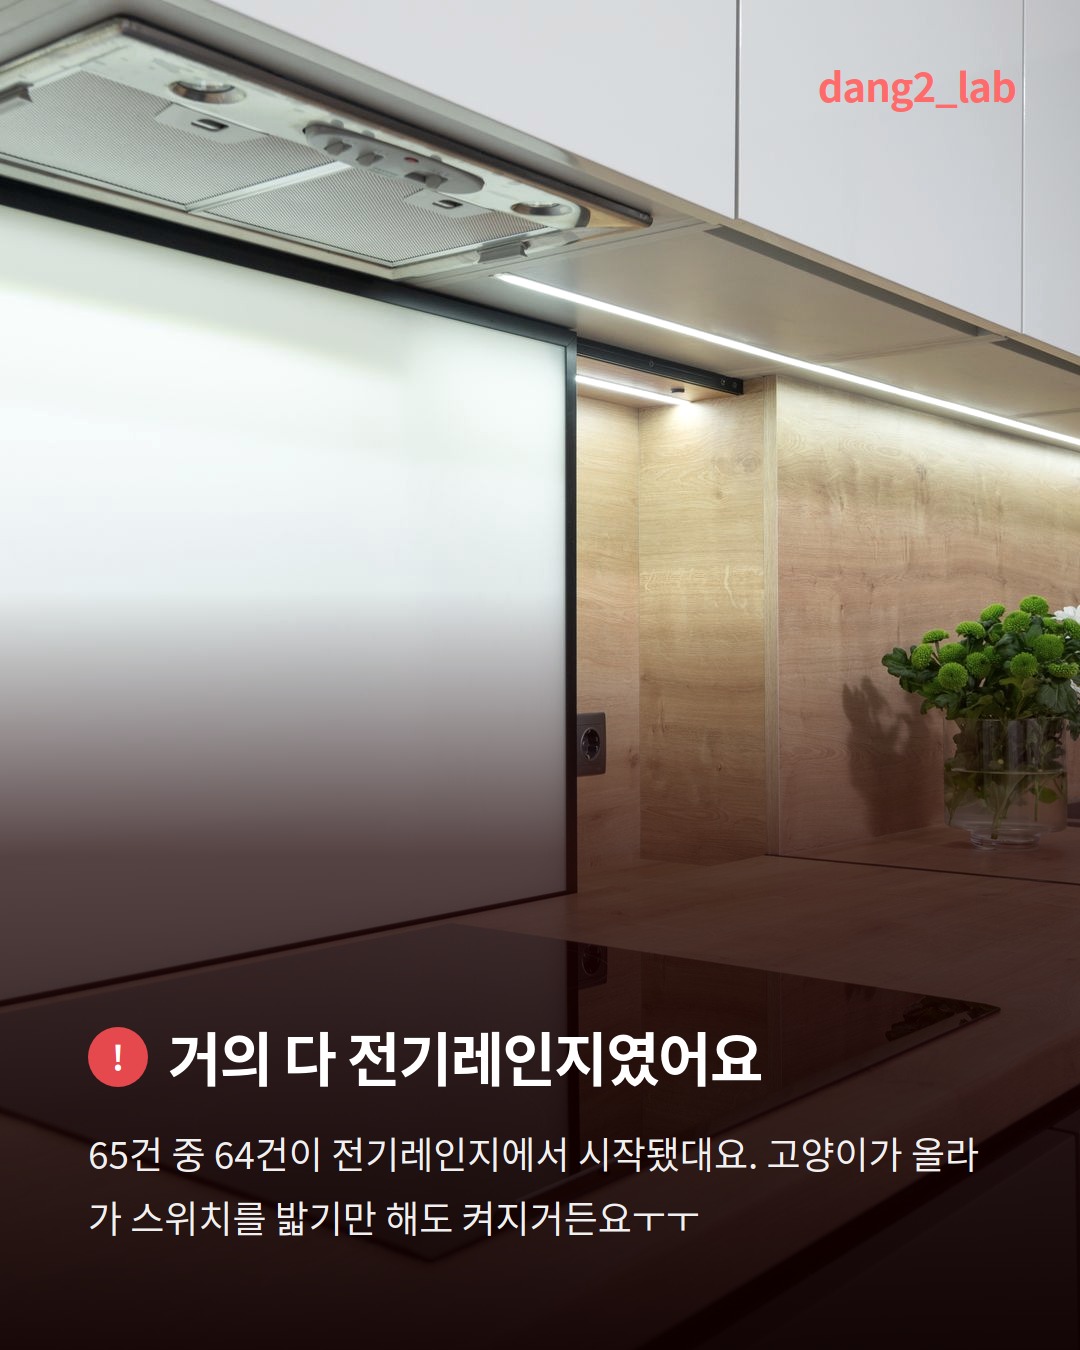 dang2_lab
! 거의 다 전기레인지였어요
65건 중 64건이 전기레인지에서 시작됐대요. 고양이가 올라
가 스위치를 밟기만 해도 켜지거든요ㅜㅜ